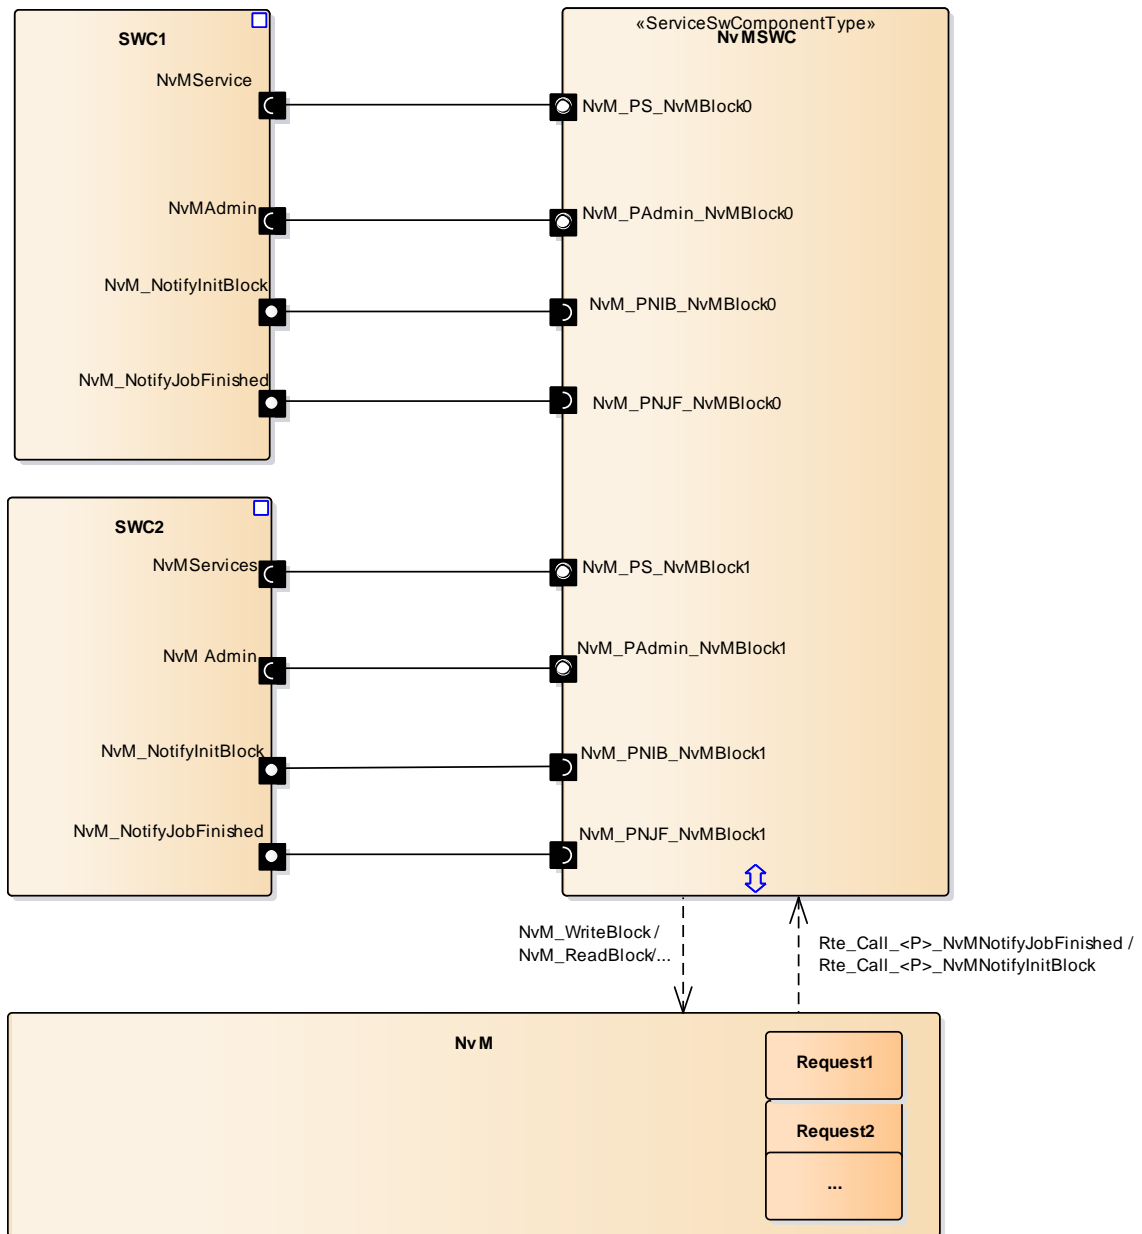 SWC1
NvMService
NvMAdmin
NvM_NotifyInitBlock
NvM_NotifyJobFinished
«ServiceSwComponentType»
NvMSWC
NvM_PS_NvMBlock0
NvM_PAdmin_NvMBlock0
NvM_PNIB_NvMBlock0
NvM_PNJF_NvMBlock0
SWC2
NvMServices
NvM Admin
NvM_NotifyInitBlock
NvM_NotifyJobFinished
NvM_PS_NvMBlock1
NvM_PAdmin_NvMBlock1
NvM_PNIB_NvMBlock1
NvM_PNJF_NvMBlock1
NvM_WriteBlock /
NvM_ReadBlock/...
Rte_Call_<P>_NvMNotifyJobFinished /
Rte_Call_<P>_NvMNotifyInitBlock
NvM
Request1
Request2
...